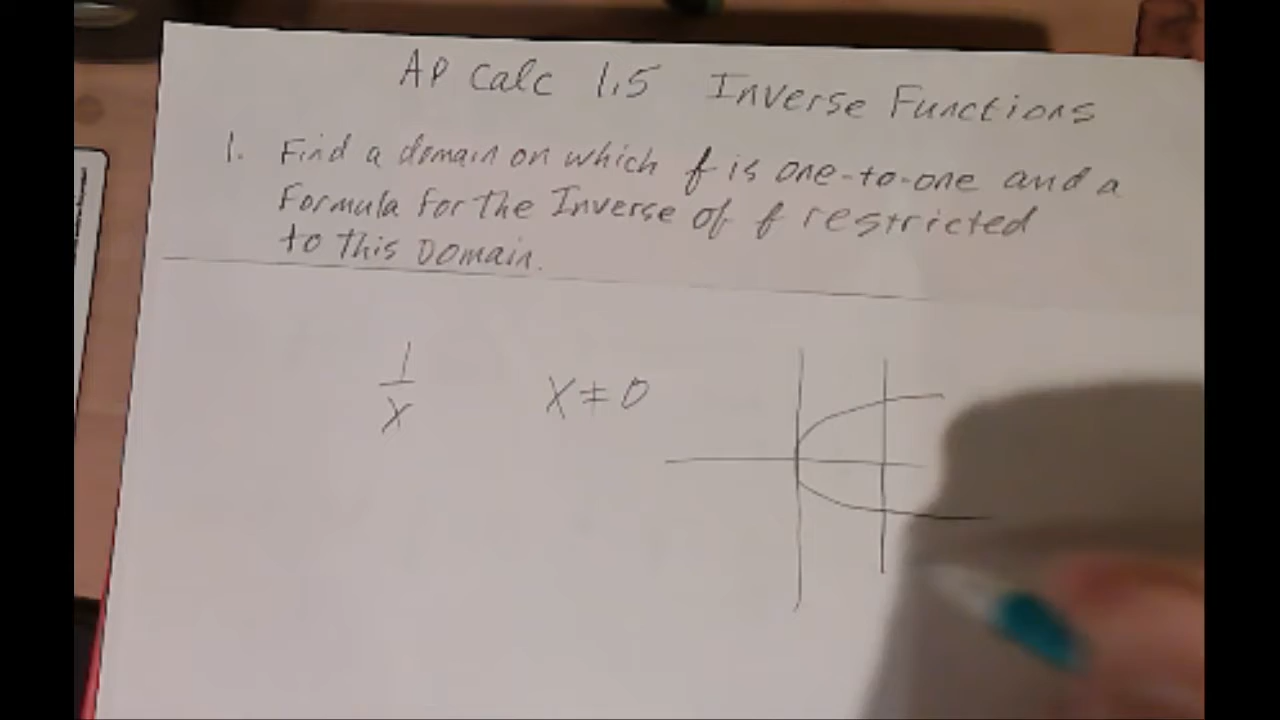 AP Calc 1.5 Inverse Functions
1. Find a domain on which f is one-to-one and a
Formula for the Inverse of f restricted
to this Domain.
1/x x ≠ 0